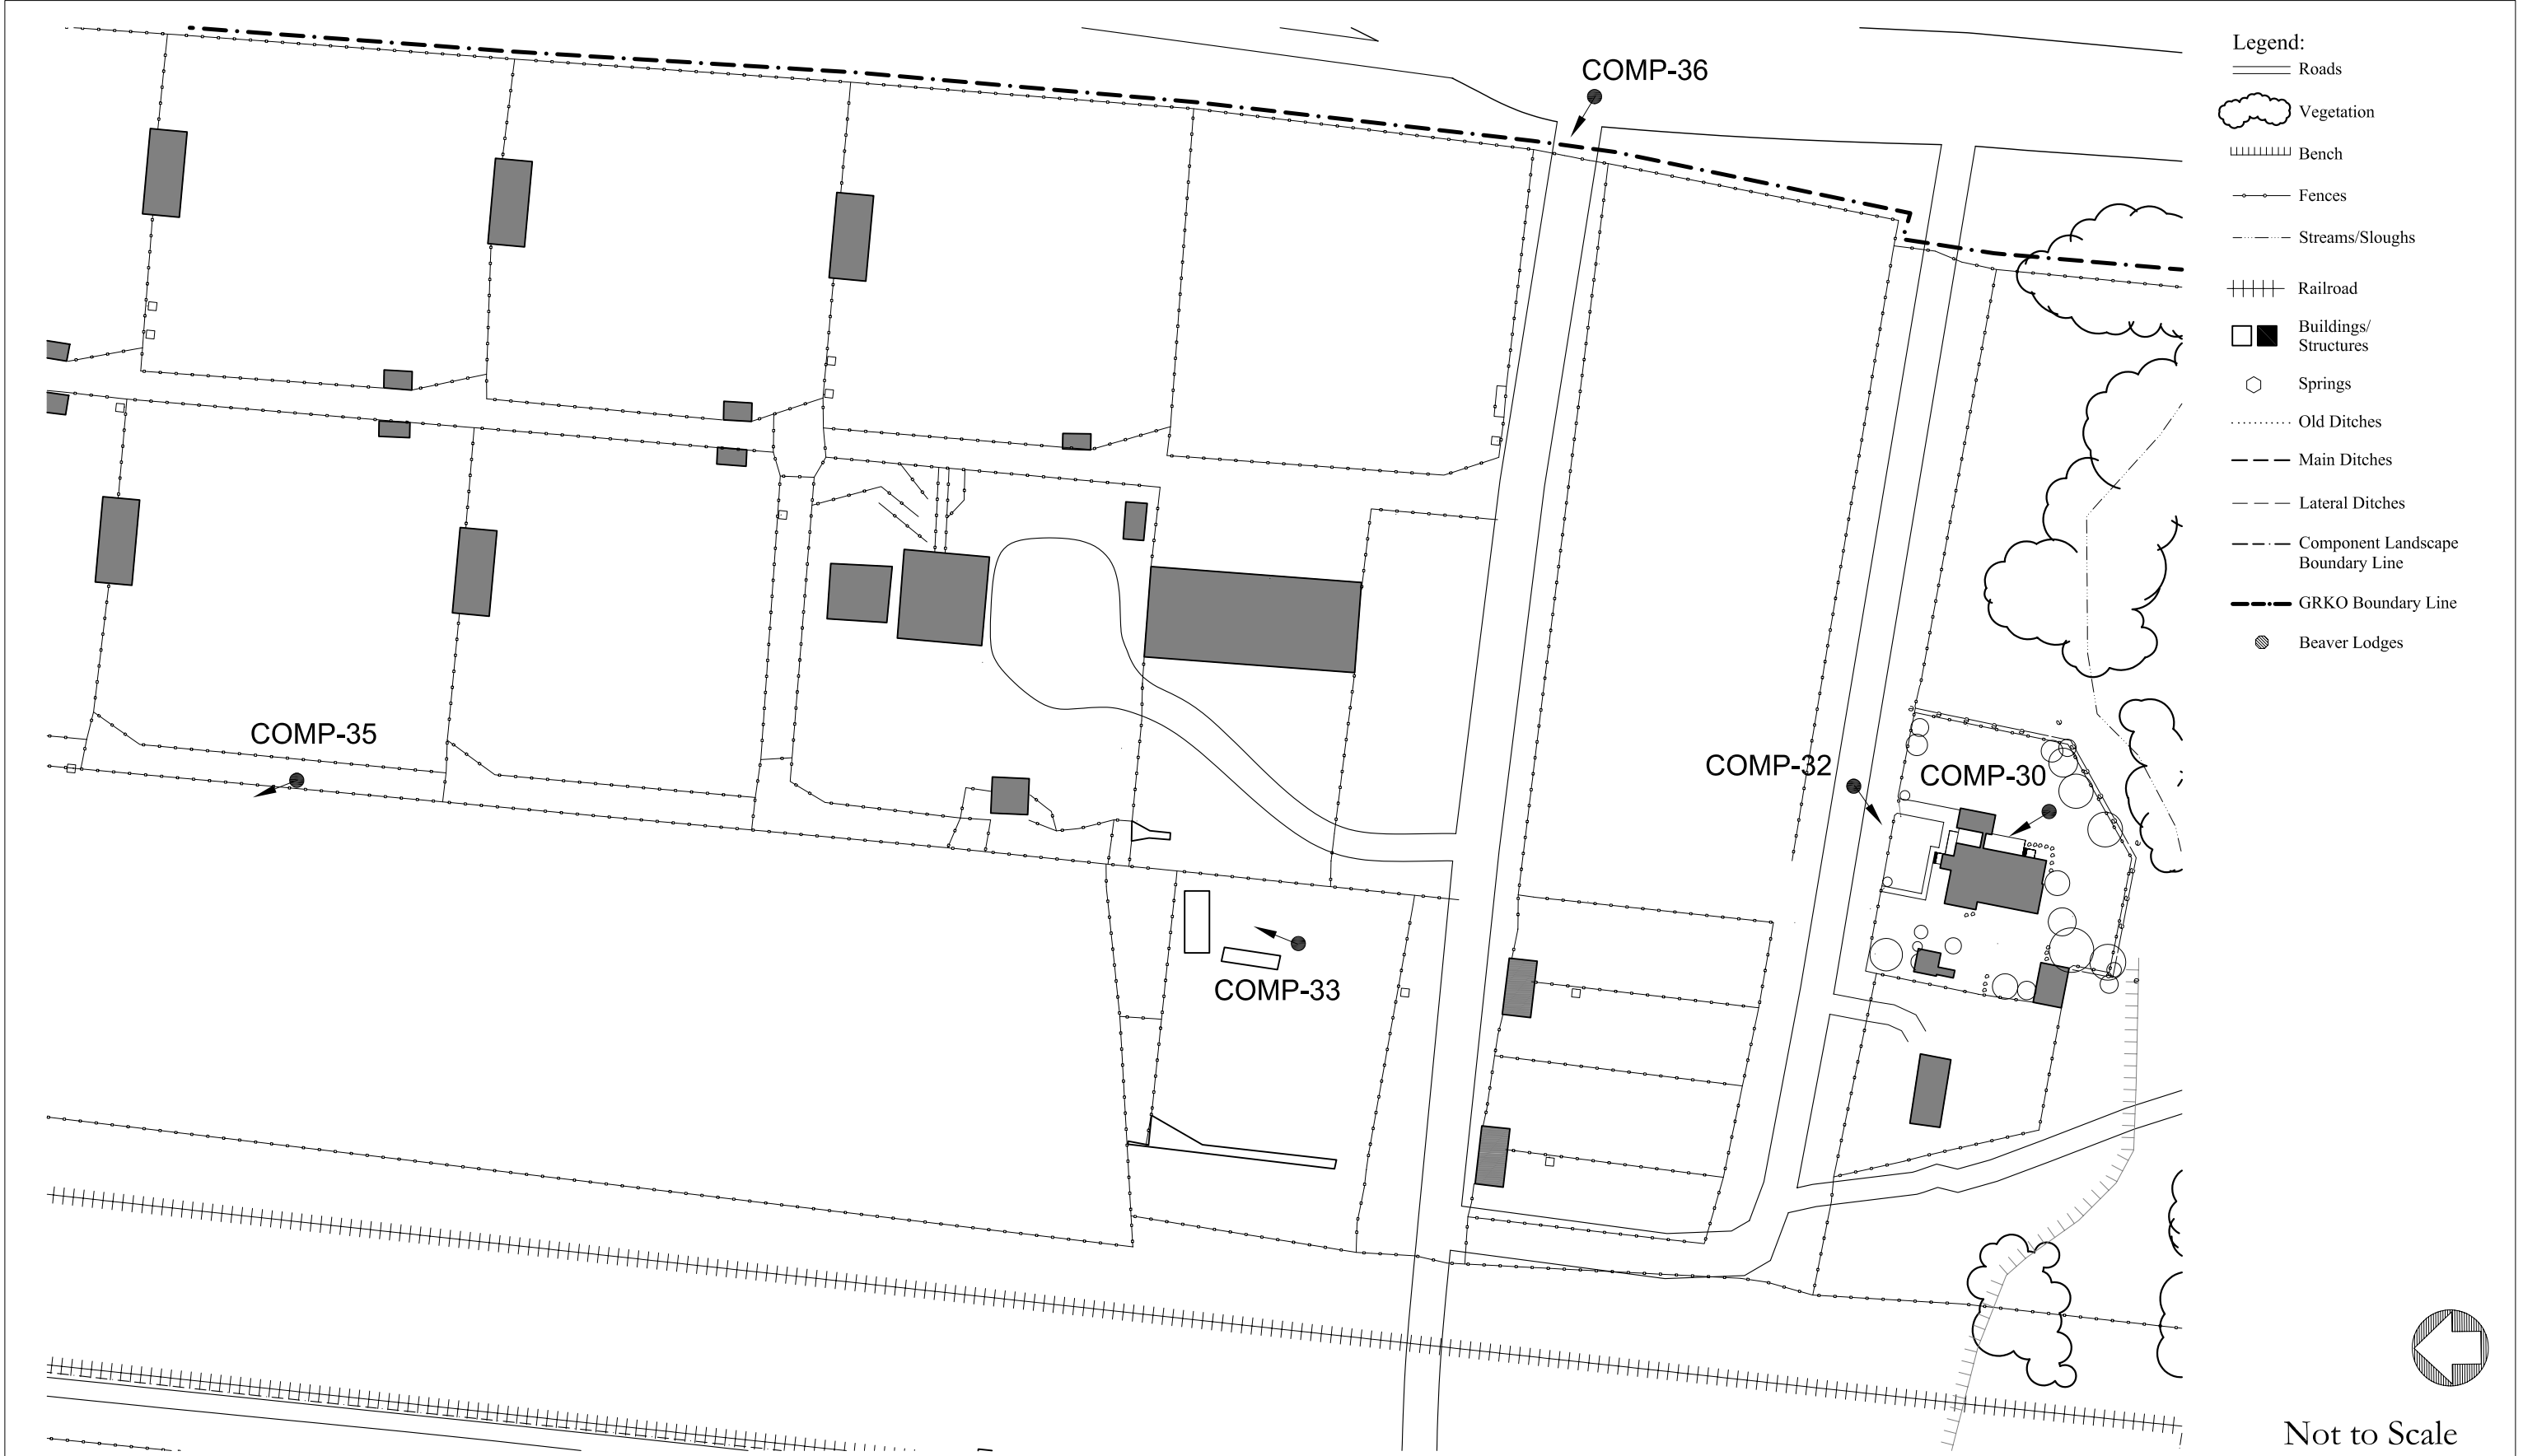 COMP-36
COMP-35
COMP-32
COMP-30
COMP-33
Legend:
Roads
Vegetation
Bench
Fences
Streams/Sloughs
Railroad
Buildings/
Structures
Springs
Old Ditches
Main Ditches
Lateral Ditches
Component Landscape
Boundary Line
GRKO Boundary Line
Beaver Lodges
Not to Scale